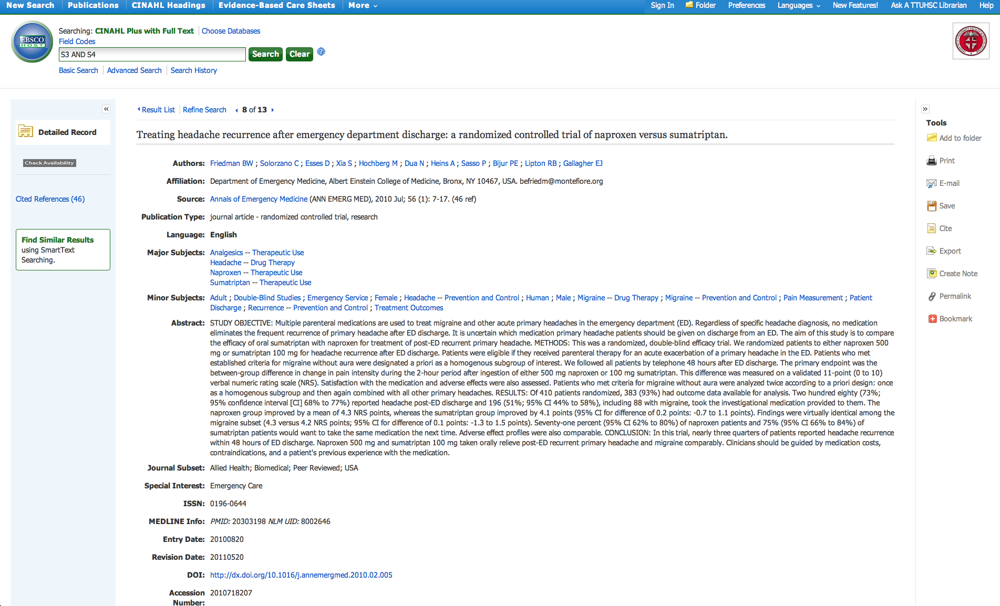 New Search Publications CINAHL Headings Evidence-Based Care Sheets More Sign In Folder Preferences Languages New Features! Ask A TTUHSC Librarian Help
EBSCO
HOST
Searching: CINAHL Plus with Full Text Choose Databases
Field Codes
S3 AND S4 Search Clear ?
Basic Search Advanced Search Search History
« Result List Refine Search 8 of 13 »
Detailed Record
Check Availability
Cited References (46)
Find Similar Results
using SmartText
Searching.
Treating headache recurrence after emergency department discharge: a randomized controlled trial of naproxen versus sumatriptan.
Authors: Friedman BW ; Solorzano C ; Esses D ; Xia S ; Hochberg M ; Dua N ; Heins A ; Sasso P ; Bijur PE ; Lipton RB ; Gallagher EJ
Affiliation: Department of Emergency Medicine, Albert Einstein College of Medicine, Bronx, NY 10467, USA. befriedm@montefiore.org
Source: Annals of Emergency Medicine (ANN EMERG MED), 2010 Jul; 56 (1): 7-17. (46 ref)
Publication Type: journal article - randomized controlled trial, research
Language: English
Major Subjects: Analgesics -- Therapeutic Use
Headache -- Drug Therapy
Naproxen -- Therapeutic Use
Sumatriptan -- Therapeutic Use
Minor Subjects: Adult ; Double-Blind Studies ; Emergency Service ; Female ; Headache -- Prevention and Control ; Human ; Male ; Migraine -- Drug Therapy ; Migraine -- Prevention and Control ; Pain Measurement ; Patient
Discharge ; Recurrence -- Prevention and Control ; Treatment Outcomes
Abstract: STUDY OBJECTIVE: Multiple parenteral medications are used to treat migraine and other acute primary headaches in the emergency department (ED). Regardless of specific headache diagnosis, no medication
eliminates the frequent recurrence of primary headache after ED discharge. It is uncertain which medication primary headache patients should be given on discharge from an ED. The aim of this study is to compare
the efficacy of oral sumatriptan with naproxen for treatment of post-ED recurrent primary headache. METHODS: This was a randomized, double-blind efficacy trial. We randomized patients to either naproxen 500
mg or sumatriptan 100 mg for headache recurrence after ED discharge. Patients were eligible if they received parenteral therapy for an acute exacerbation of a primary headache in the ED. Patients who met
established criteria for migraine without aura were designated a priori as a homogenous subgroup of interest. We followed all patients by telephone 48 hours after ED discharge. The primary endpoint was the
between-group difference in change in pain intensity during the 2-hour period after ingestion of either 500 mg naproxen or 100 mg sumatriptan. This difference was measured on a validated 11-point (0 to 10)
verbal numeric rating scale (NRS). Satisfaction with the medication and adverse effects were also assessed. Patients who met criteria for migraine without aura were analyzed twice according to a priori design: once
as a homogenous subgroup and then again combined with all other primary headaches. RESULTS: Of 410 patients randomized, 383 (93%) had outcome data available for analysis. Two hundred eighty (73%;
95% confidence interval [CI] 68% to 77%) reported headache post-ED discharge and 196 (51%; 95% CI 44% to 58%), including 88 with migraine, took the investigational medication provided to them. The
naproxen group improved by a mean of 4.3 NRS points, whereas the sumatriptan group improved by 4.1 points (95% CI for difference of 0.2 points: -0.7 to 1.1 points). Findings were virtually identical among the
migraine subset (4.3 versus 4.2 NRS points; 95% CI for difference of 0.1 points: -1.3 to 1.5 points). Seventy-one percent (95% CI 62% to 80%) of naproxen patients and 75% (95% CI 66% to 84%) of
sumatriptan patients would want to take the same medication the next time. Adverse effect profiles were also comparable. CONCLUSION: In this trial, nearly three quarters of patients reported headache recurrence
within 48 hours of ED discharge. Naproxen 500 mg and sumatriptan 100 mg taken orally relieve post-ED recurrent primary headache and migraine comparably. Clinicians should be guided by medication costs,
contraindications, and a patient's previous experience with the medication.
Journal Subset: Allied Health; Biomedical; Peer Reviewed; USA
Special Interest: Emergency Care
ISSN: 0196-0644
MEDLINE Info: PMID: 20303198 NLM UID: 8002646
Entry Date: 20100820
Revision Date: 20110520
DOI: http://dx.doi.org/10.1016/j.annemergmed.2010.02.005
Accession 2010718207
Number:
Tools
Add to folder
Print
E-mail
Save
Cite
Export
Create Note
Permalink
Bookmark